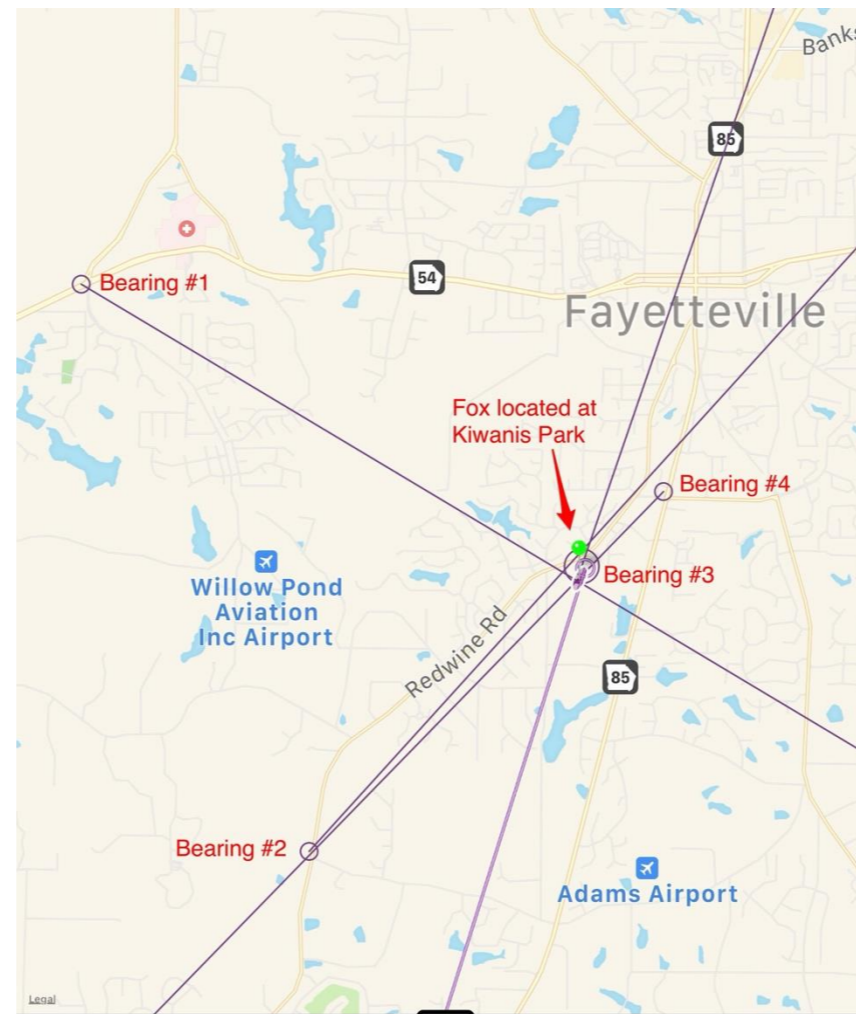 Banks
85
Bearing #1
54
Fayetteville
Fox located at
Kiwanis Park
Bearing #4
Willow Pond
Aviation
Inc Airport
Bearing #3
Redwine Rd
85
Bearing #2
Adams Airport
Legal